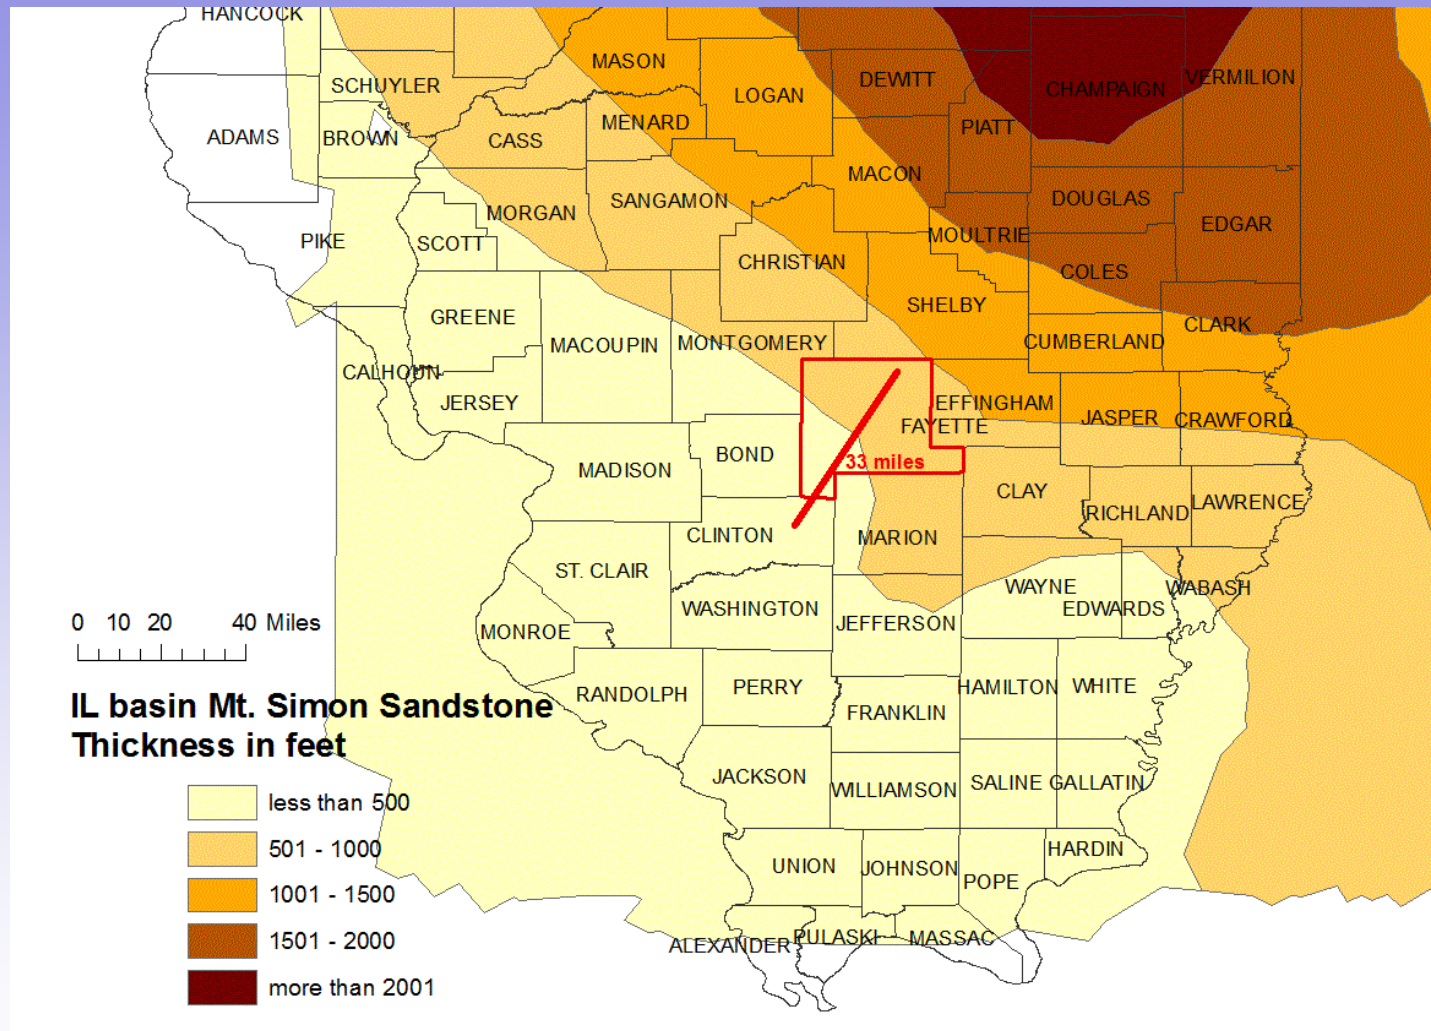 HANCOCK
SCHUYLER
MASON
LOGAN
DEWITT
CHAMPAIGN
VERMILION
ADAMS
BROWN
CASS
MENARD
PIATT
MACON
MORGAN
SANGAMON
DOUGLAS
EDGAR
PIKE
SCOTT
CHRISTIAN
MOULTRIE
COLES
SHELBY
GREENE
MACOUPIN
MONTGOMERY
CUMBERLAND
CLARK
CALHOUN
JERSEY
EFFINGHAM
FAYETTE
JASPER
CRAWFORD
BOND
MADISON
33 miles
CLAY
RICHLAND
LAWRENCE
CLINTON
MARION
ST. CLAIR
WAYNE
EDWARDS
WABASH
WASHINGTON
JEFFERSON
MONROE
0 10 20 40 Miles
RANDOLPH
PERRY
HAMILTON
WHITE
FRANKLIN
IL basin Mt. Simon Sandstone
Thickness in feet
JACKSON
WILLIAMSON
SALINE
GALLATIN
less than 500
501 - 1000
1001 - 1500
1501 - 2000
more than 2001
UNION
JOHNSON
POPE
HARDIN
ALEXANDER
PULASKI
MASSAC